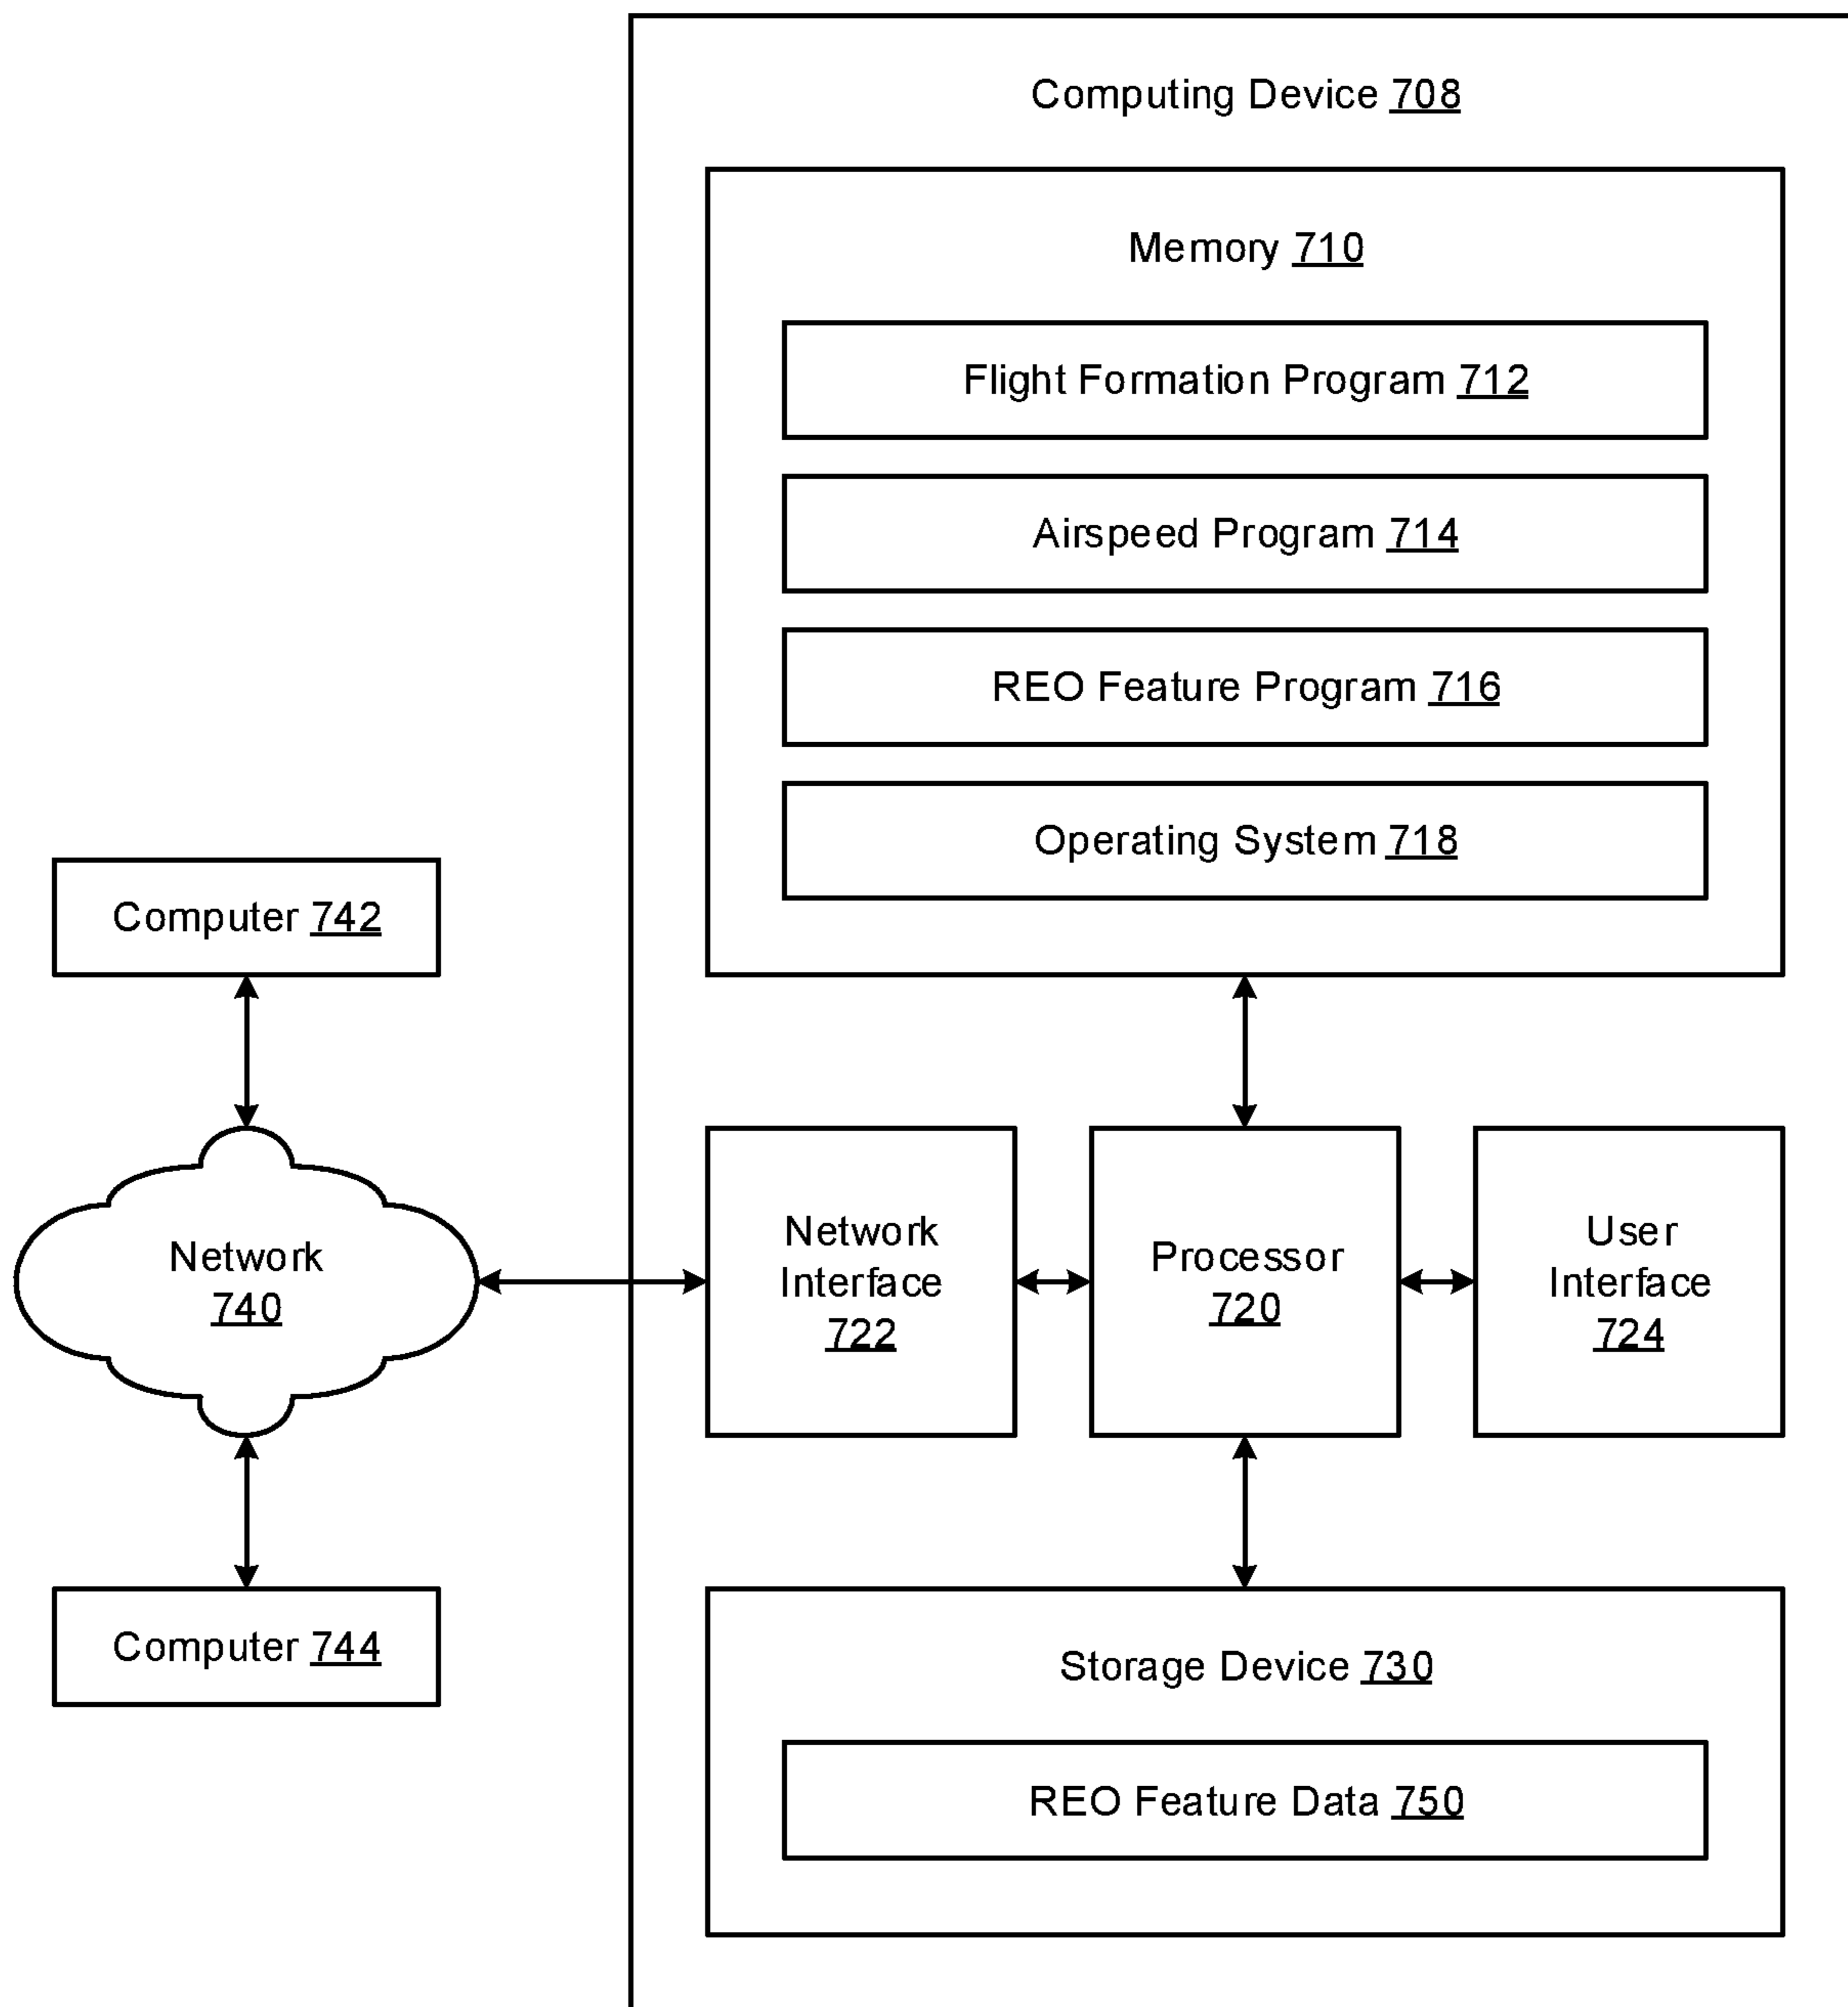 Computing Device 708
Memory 710
Flight Formation Program 712
Airspeed Program 714
REO Feature Program 716
Operating System 718
Computer 742
Network
740
Network
Interface
722
Processor
720
User
Interface
724
Computer 744
Storage Device 730
REO Feature Data 750